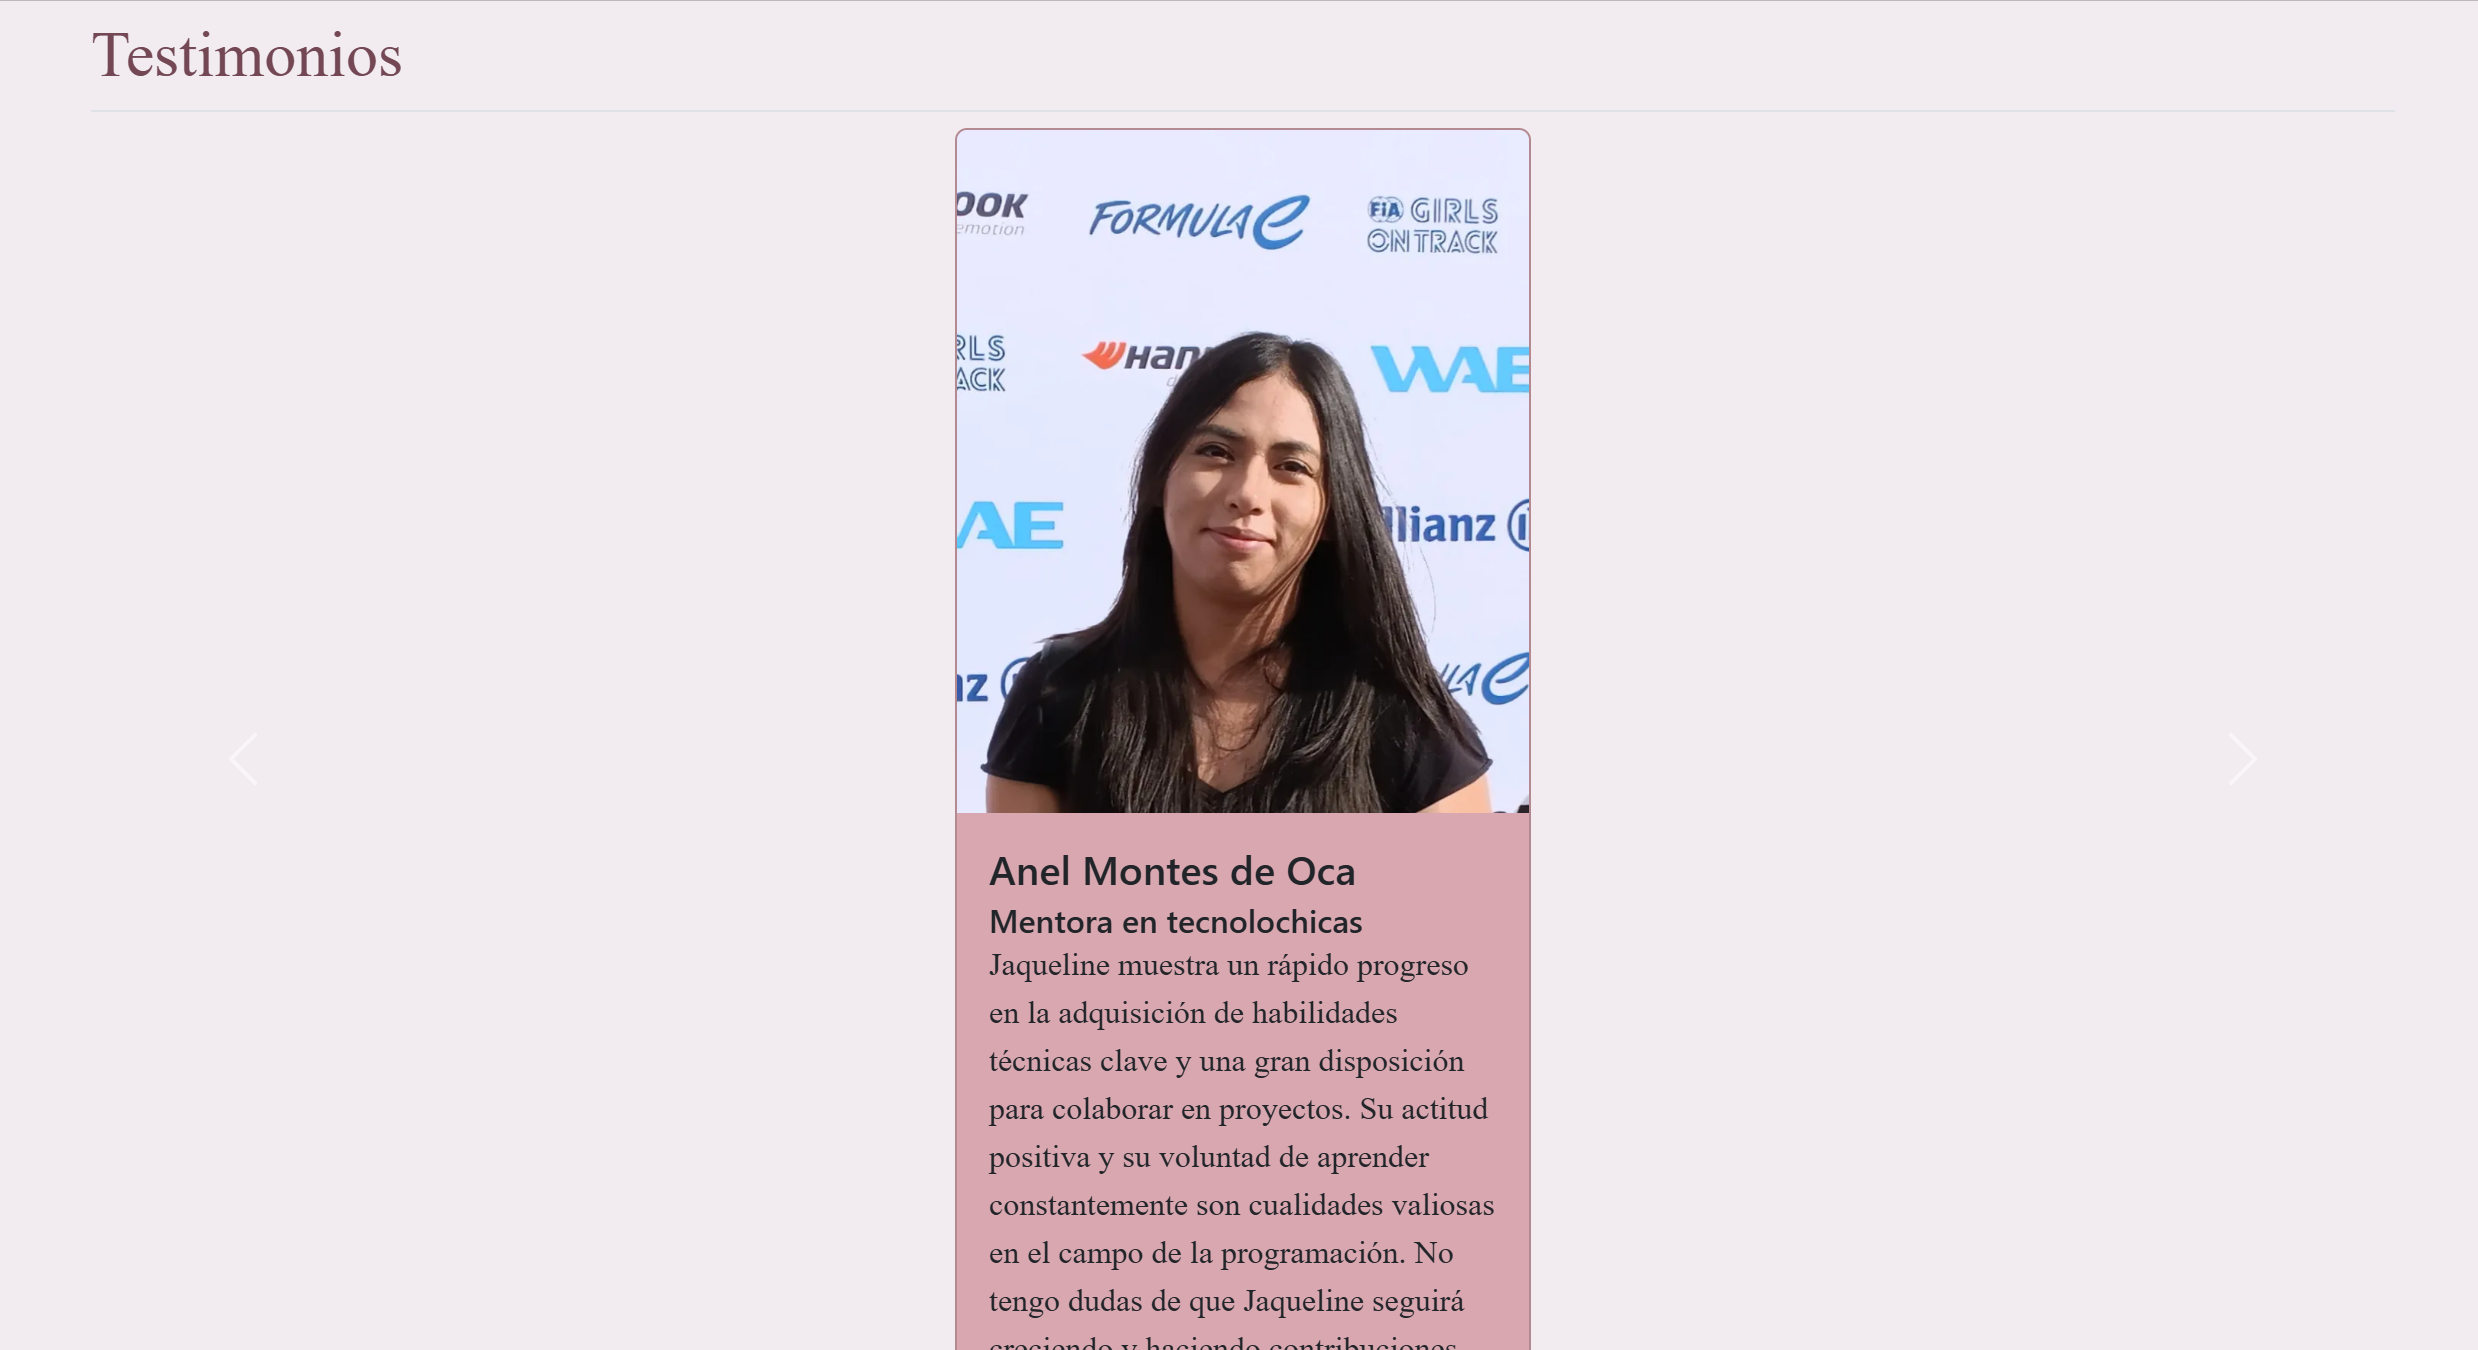 Testimonios
OOK
FORMULA e
FIA GIRLS
ON TRACK
emotion
RLS
ACK
HAN
WAE
AE
llianz
nz
LA e
Anel Montes de Oca
Mentora en tecnolochicas
Jaqueline muestra un rápido progreso
en la adquisición de habilidades
técnicas clave y una gran disposición
para colaborar en proyectos. Su actitud
positiva y su voluntad de aprender
constantemente son cualidades valiosas
en el campo de la programación. No
tengo dudas de que Jaqueline seguirá
creciendo y haciendo contribuciones